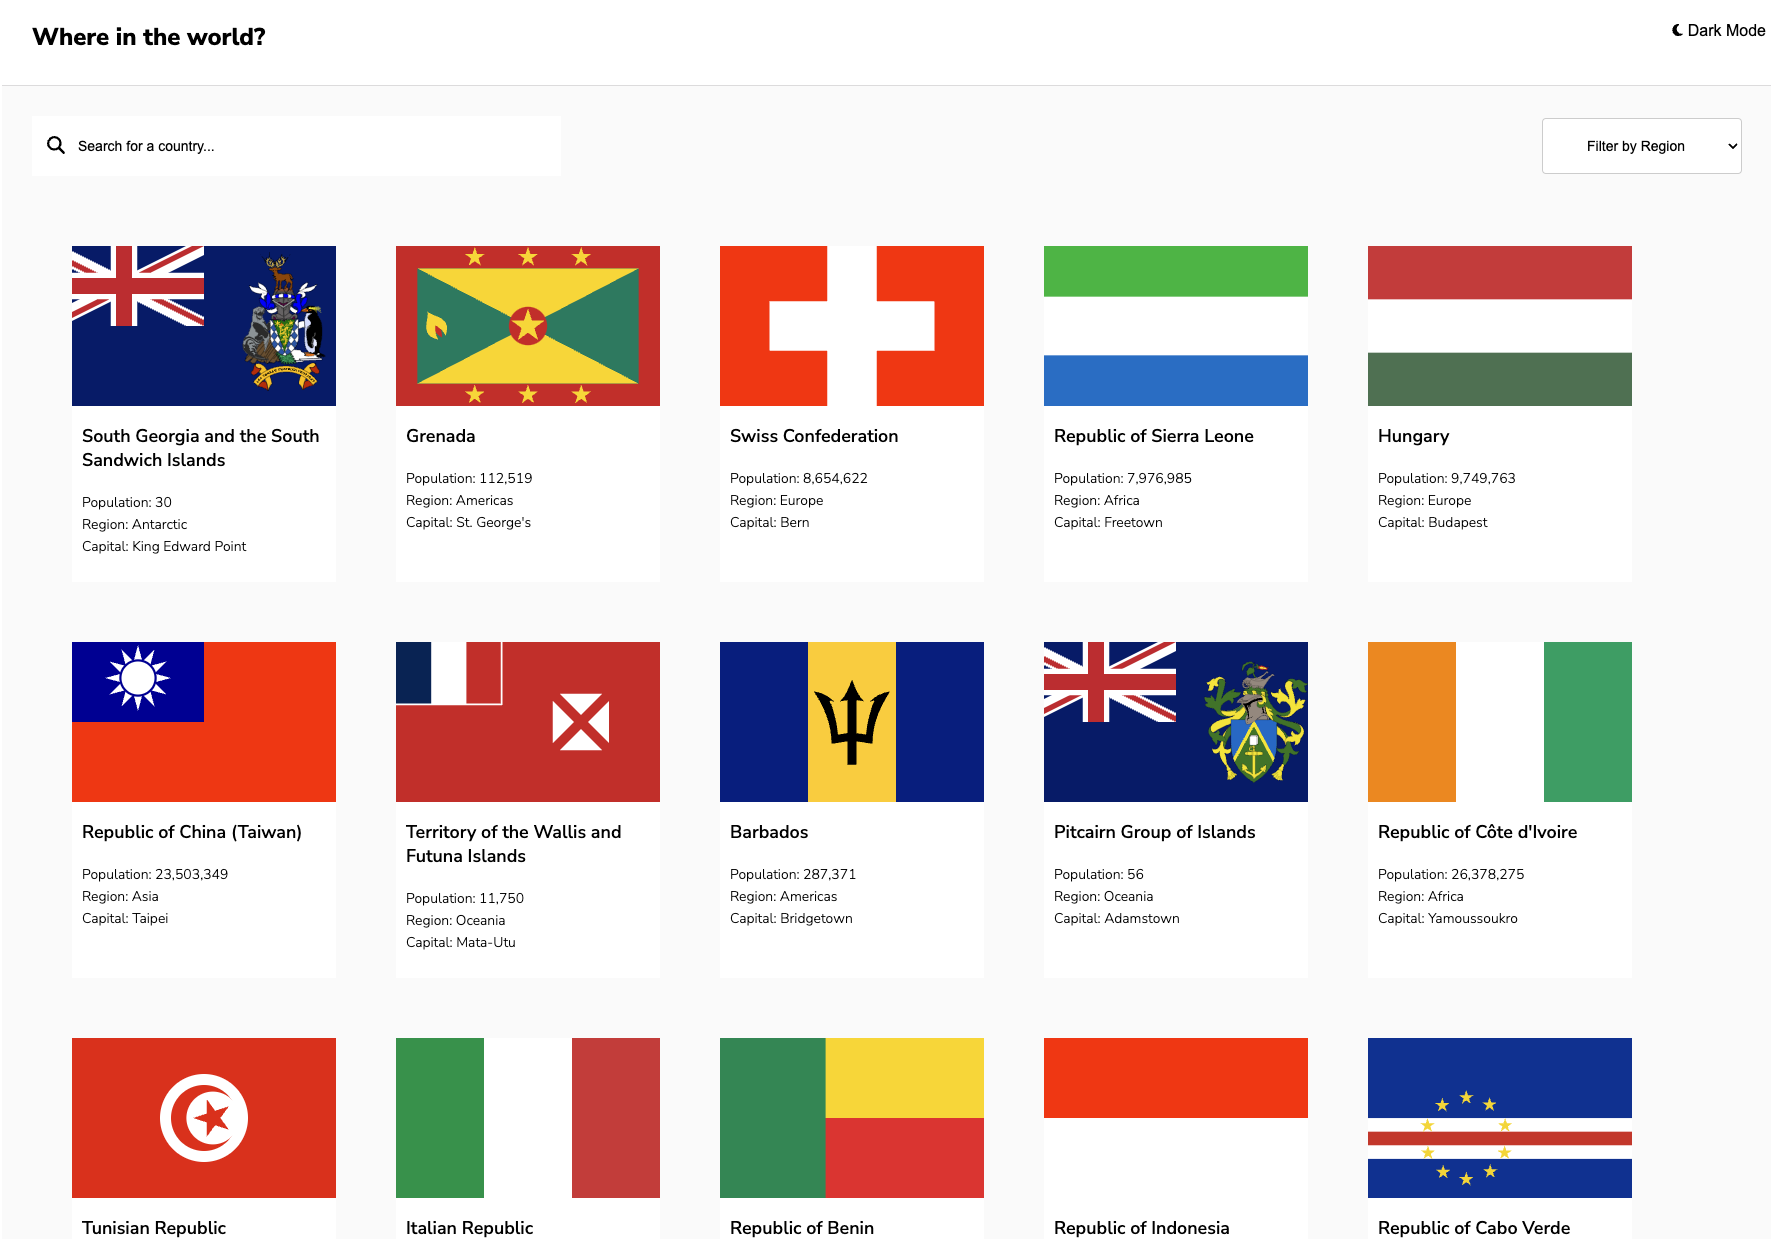 Where in the world?
Dark Mode
Search for a country...
Filter by Region
South Georgia and the South
Sandwich Islands
Population: 30
Region: Antarctic
Capital: King Edward Point
Grenada
Population: 112,519
Region: Americas
Capital: St. George's
Swiss Confederation
Population: 8,654,622
Region: Europe
Capital: Bern
Republic of Sierra Leone
Population: 7,976,985
Region: Africa
Capital: Freetown
Hungary
Population: 9,749,763
Region: Europe
Capital: Budapest
Republic of China (Taiwan)
Population: 23,503,349
Region: Asia
Capital: Taipei
Territory of the Wallis and
Futuna Islands
Population: 11,750
Region: Oceania
Capital: Mata-Utu
Barbados
Population: 287,371
Region: Americas
Capital: Bridgetown
Pitcairn Group of Islands
Population: 56
Region: Oceania
Capital: Adamstown
Republic of Côte d'Ivoire
Population: 26,378,275
Region: Africa
Capital: Yamoussoukro
Tunisian Republic
Italian Republic
Republic of Benin
Republic of Indonesia
Republic of Cabo Verde